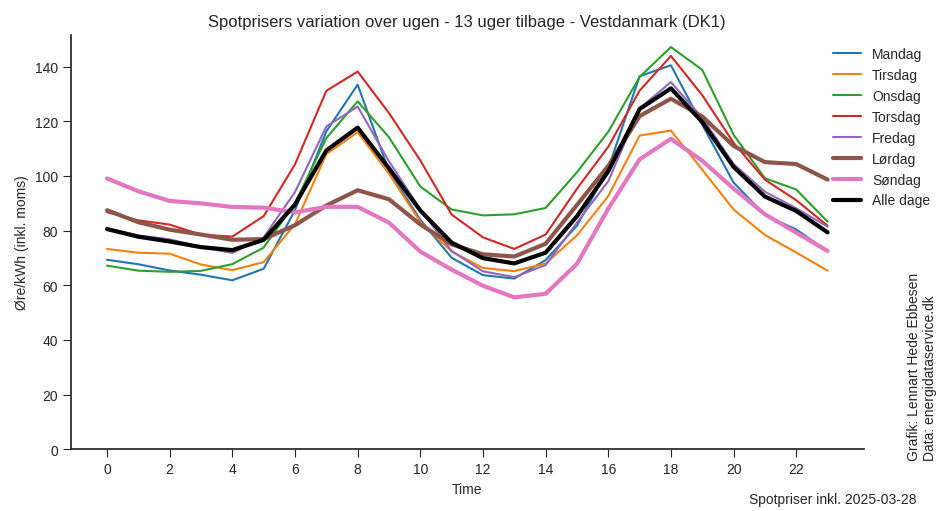 Spotprisers variation over ugen - 13 uger tilbage - Vestdanmark (DK1)
Øre/kWh (inkl. moms)
140
120
100
80
60
40
20
0
0 2 4 6 8 10 12 14 16 18 20 22
Time
Mandag
Tirsdag
Onsdag
Torsdag
Fredag
Lørdag
Søndag
Alle dage
Grafik: Lennart Hede Ebbesen
Data: energidataservice.dk
Spotpriser inkl. 2025-03-28